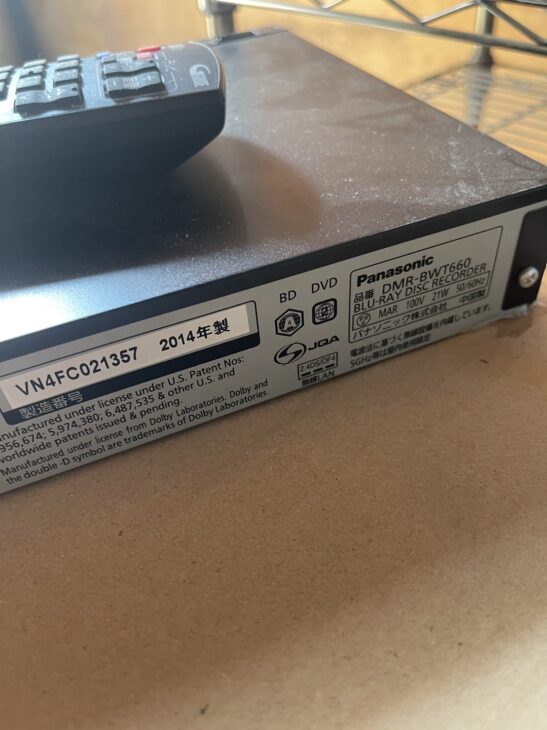 Panasonic
品番 DMR-BWT660
BLU-RAY DISC RECORDER
MAR 100V 21W 50/60Hz
パナソニック株式会社 中国製
電波法に基づく無線設備を内蔵しています。
5GHz帯は屋内使用限定
BD DVD
A 2
JQA
2.4DS/OF4
無線LAN
VN4FC021357 2014年製
製造番号
nufactured under license under U.S. Patent Nos:
956,674; 5,974,380; 6,487,535 & other U.S. and
worldwide patents issued & pending.
Manufactured under license from Dolby Laboratories. Dolby and
the double-D symbol are trademarks of Dolby Laboratories.